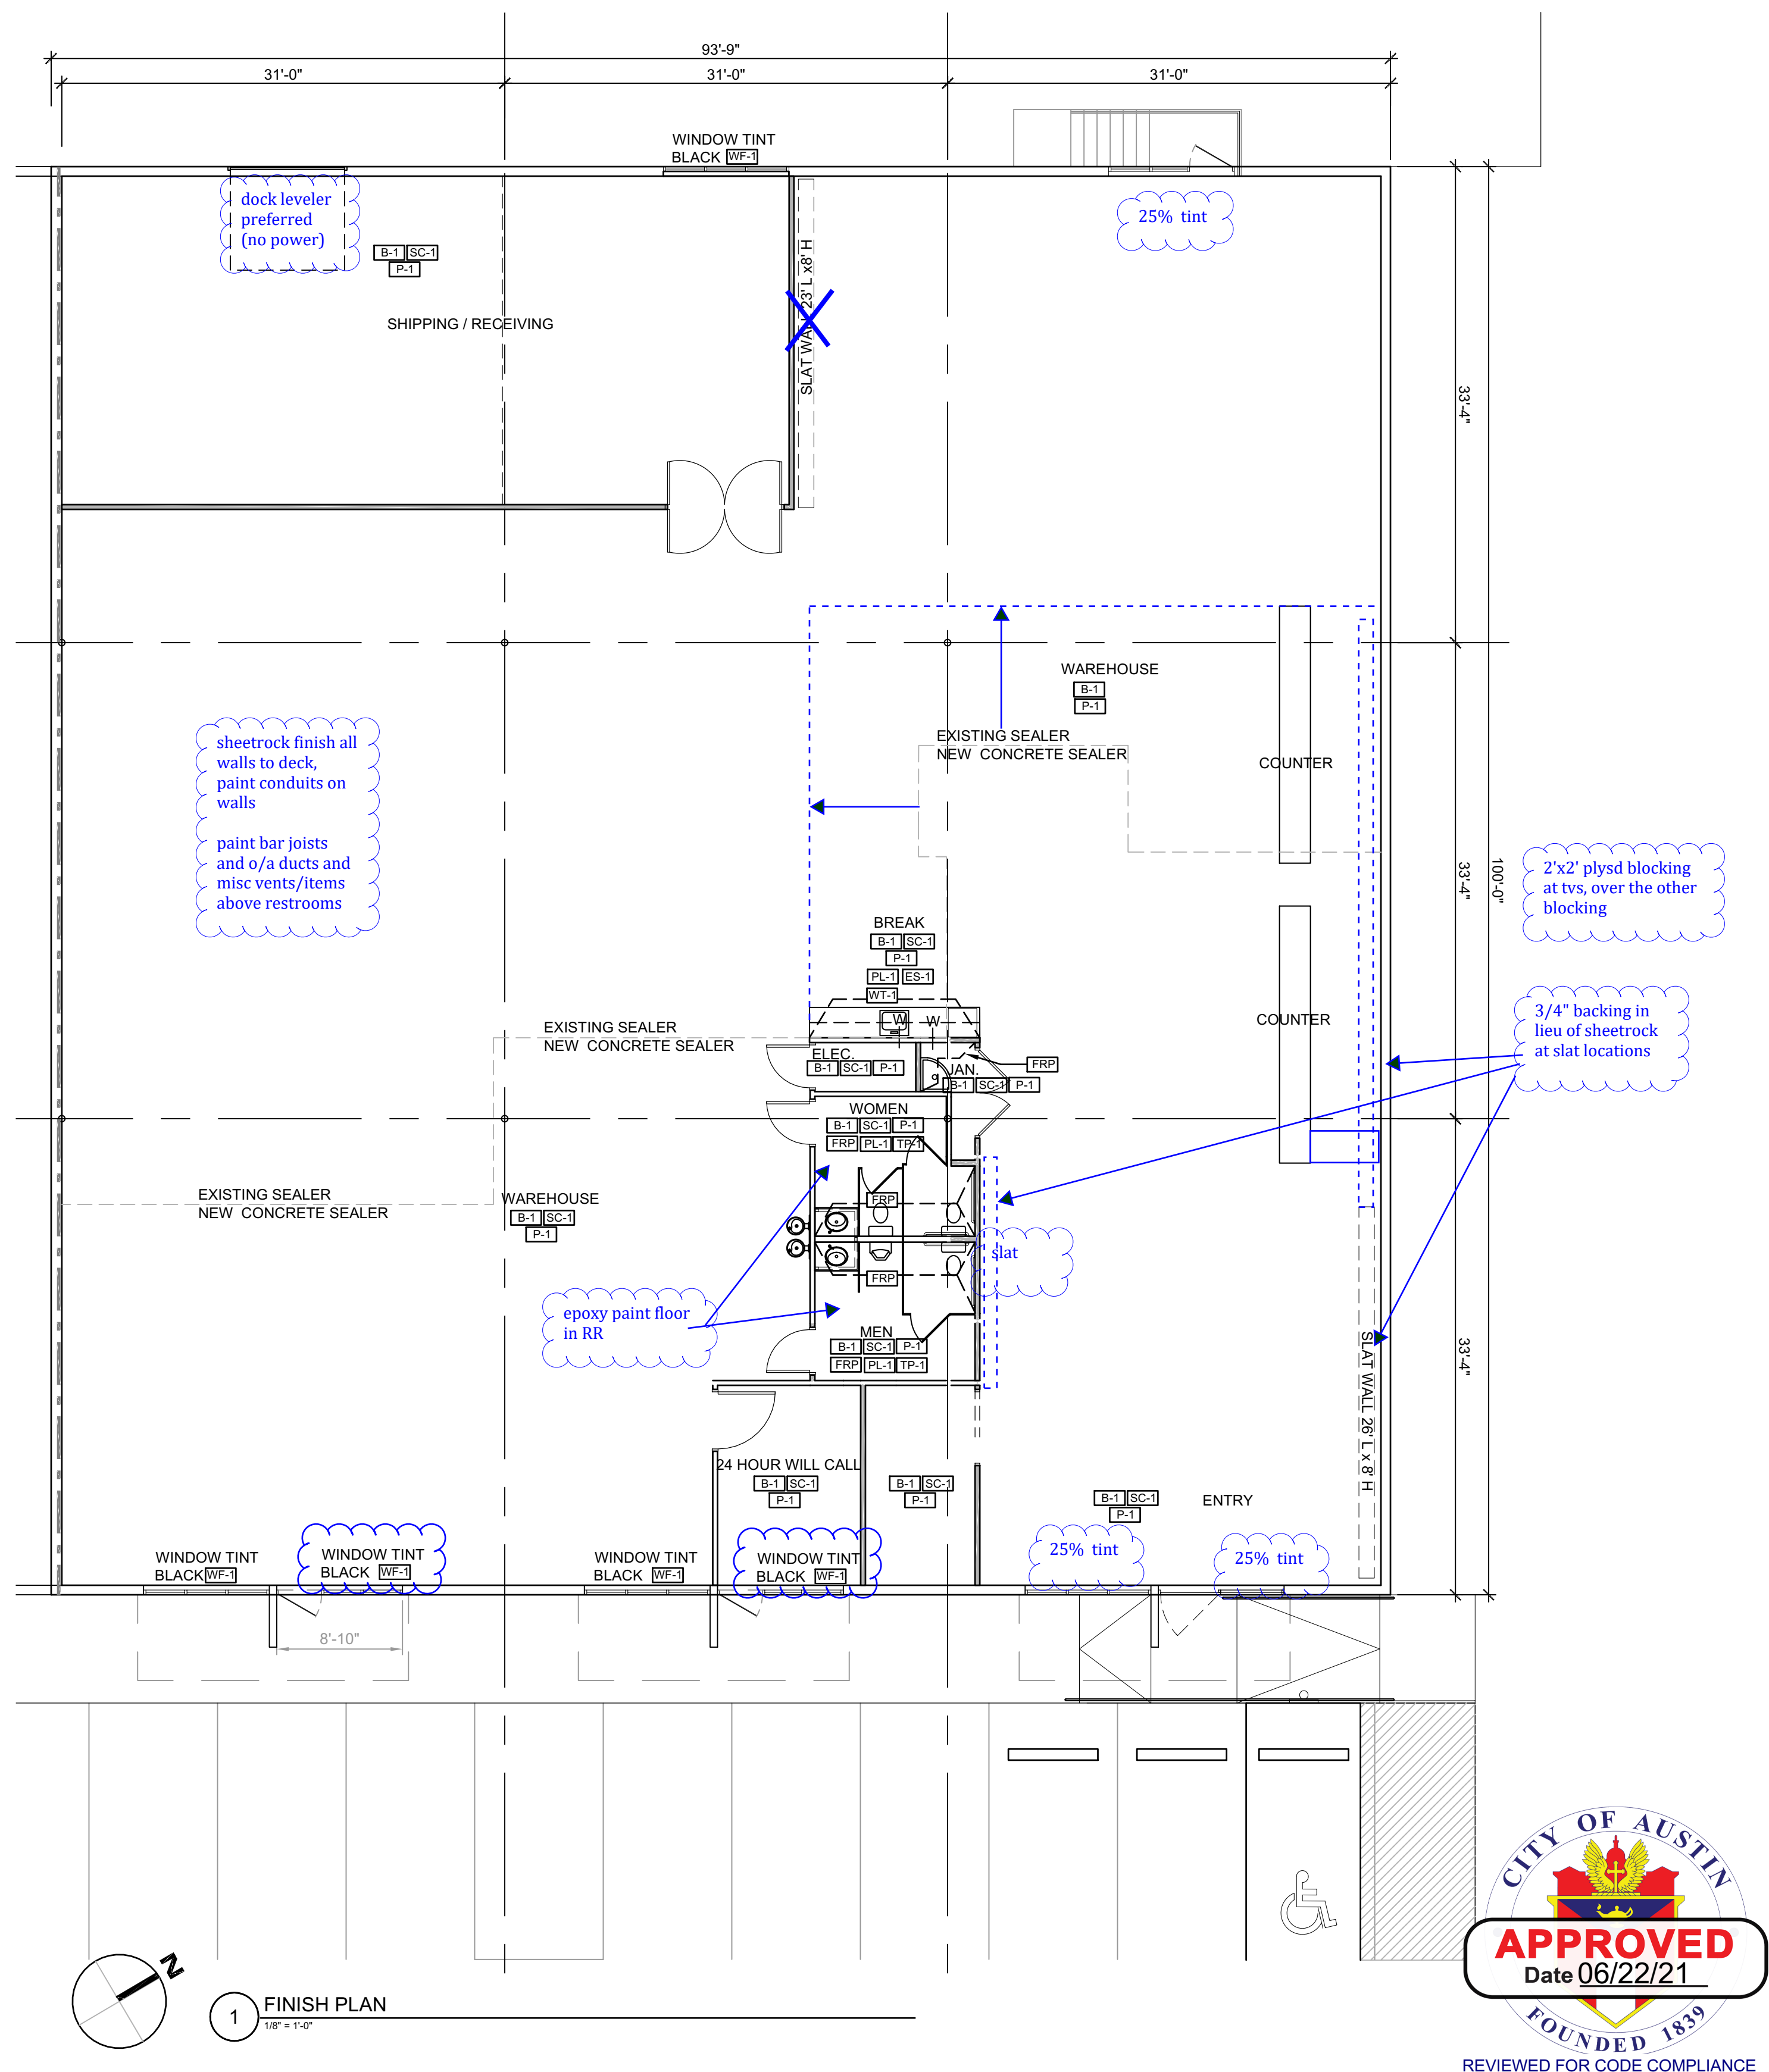 93'-9"
31'-0"
31'-0"
31'-0"
WINDOW TINT
BLACK WF-1
dock leveler
preferred
(no power)
B-1 SC-1
P-1
25% tint
SHIPPING / RECEIVING
SLAT WALL 23' L x8' H
33'-4"
WAREHOUSE
B-1
P-1
EXISTING SEALER
NEW CONCRETE SEALER
COUNTER
sheetrock finish all
walls to deck,
paint conduits on
walls
paint bar joists
and o/a ducts and
misc vents/items
above restrooms
33'-4"
100'-0"
2'x2' plysd blocking
at tvs, over the other
blocking
BREAK
B-1 SC-1
P-1
PL-1 ES-1
WT-1
W W
3/4" backing in
lieu of sheetrock
at slat locations
COUNTER
EXISTING SEALER
NEW CONCRETE SEALER
ELEC.
B-1 SC-1 P-1
FRP
JAN.
B-1 SC-1 P-1
WOMEN
B-1 SC-1 P-1
FRP PL-1 TP-1
EXISTING SEALER
NEW CONCRETE SEALER
WAREHOUSE
B-1 SC-1
P-1
FRP
slat
FRP
epoxy paint floor
in RR
MEN
B-1 SC-1 P-1
FRP PL-1 TP-1
33'-4"
SLAT WALL 26' L x 8' H
24 HOUR WILL CALL
B-1 SC-1
P-1
B-1 SC-1
P-1
B-1 SC-1
P-1
ENTRY
WINDOW TINT
BLACK WF-1
WINDOW TINT
BLACK WF-1
WINDOW TINT
BLACK WF-1
WINDOW TINT
BLACK WF-1
25% tint
25% tint
8'-10"
N
1 FINISH PLAN
1/8" = 1'-0"
CITY OF AUSTIN
APPROVED
Date 06/22/21
FOUNDED 1839
REVIEWED FOR CODE COMPLIANCE